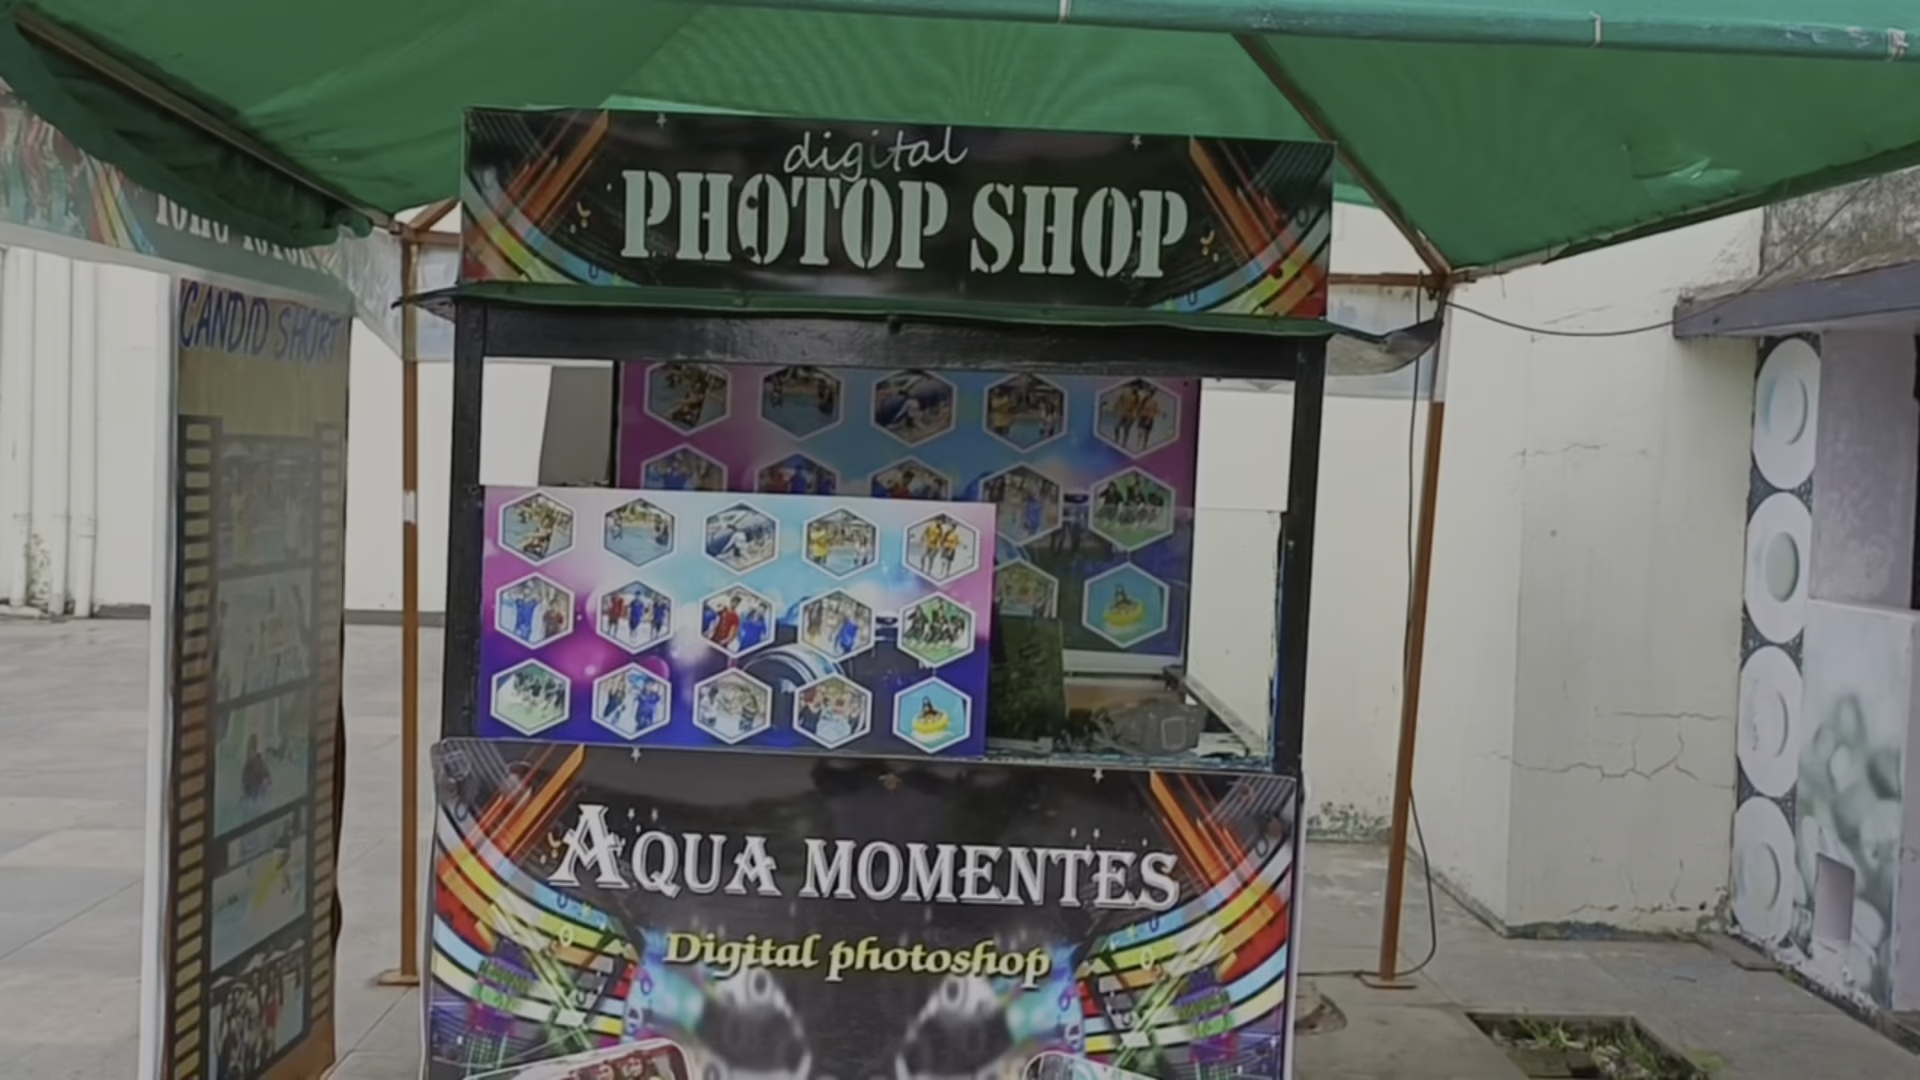 digital
PHOTOP SHOP
CANDID SHORT
AQUA MOMENTES
Digital photoshop